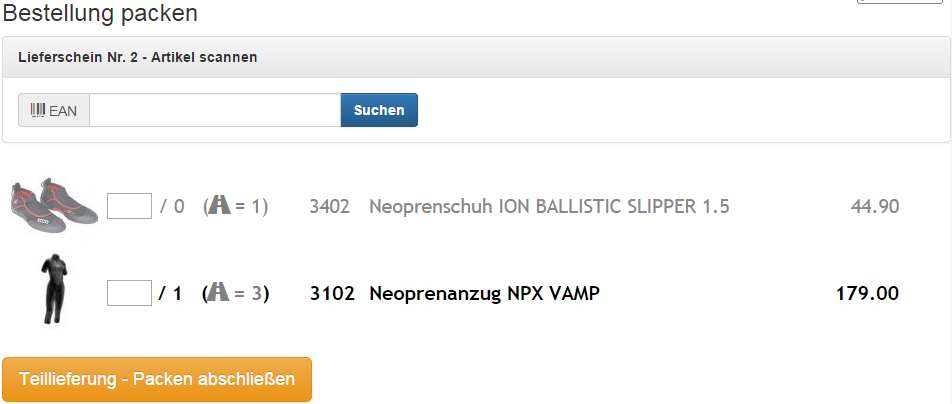 Bestellung packen
Lieferschein Nr. 2 - Artikel scannen
EAN Suchen
/ 0 ( = 1) 3402 Neoprenschuh ION BALLISTIC SLIPPER 1.5 44.90
/ 1 ( = 3) 3102 Neoprenanzug NPX VAMP 179.00
Teillieferung - Packen abschließen